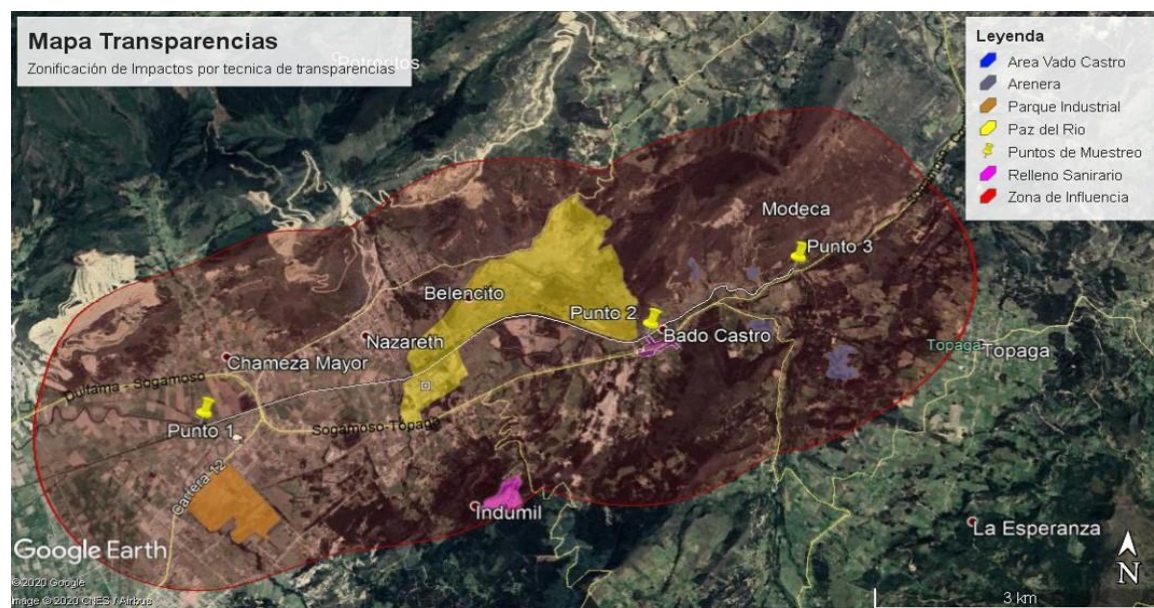 Mapa Transparencias
Zonificación de Impactos por tecnica de transparencias
Leyenda
Area Vado Castro
Arenera
Parque Industrial
Paz del Rio
Puntos de Muestreo
Relleno Sanirario
Zona de Influencia
Modeca
Punto 3
Belencito
Punto 2
Bado Castro
Nazareth
Topaga
Topaga
Chameza Mayor
Duitama - Sogamoso
Punto 1
Sogamoso-Topaga
carrera 12
Indumil
La Esperanza
Google Earth
N
© 2020 Google
Image © 2020 CNES / Airbus
3 km